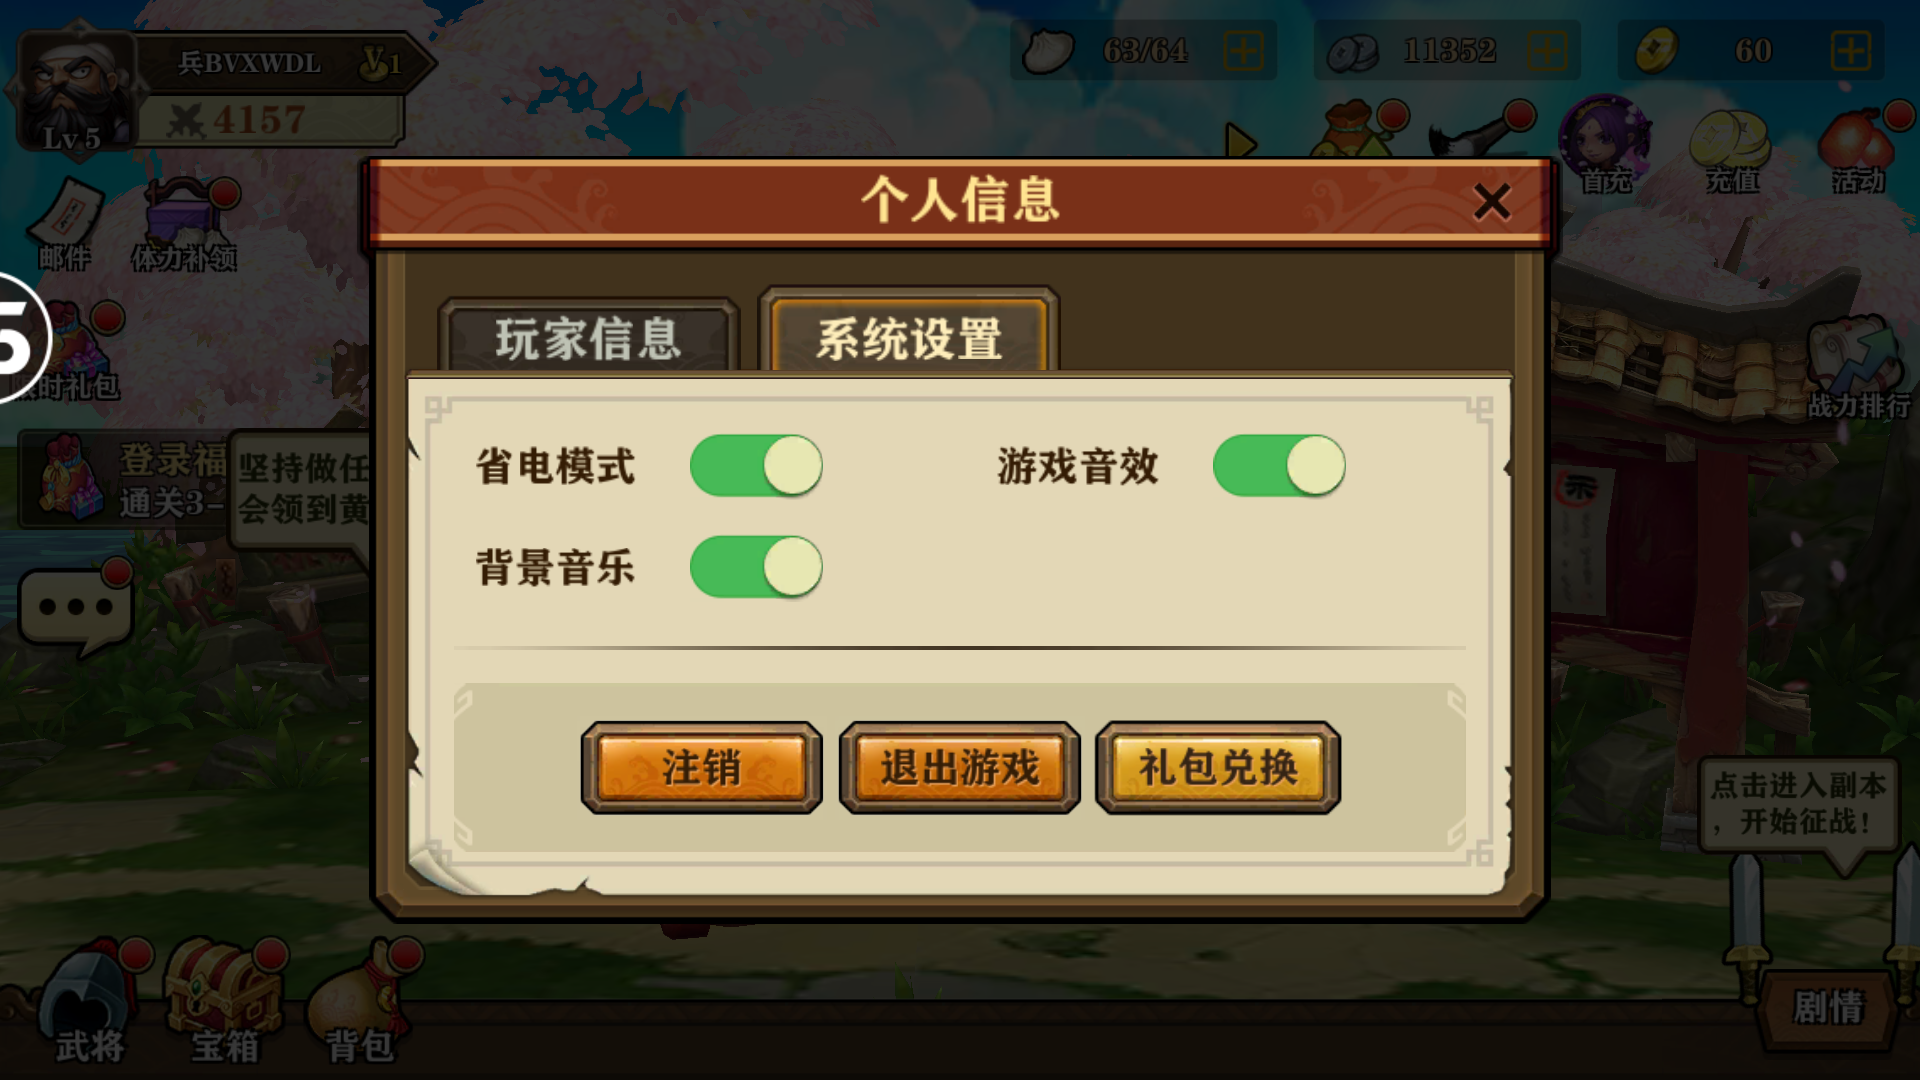 兵BVXWDL V1
4157
Lv5
63/64
11352
60
首充
充值
活动
邮件
体力补领
个人信息
玩家信息
系统设置
5
限时礼包
战力排行
登录福
通关3-
坚持做任
会领到黄
省电模式
游戏音效
背景音乐
注销
退出游戏
礼包兑换
点击进入副本
，开始征战！
武将
宝箱
背包
剧情